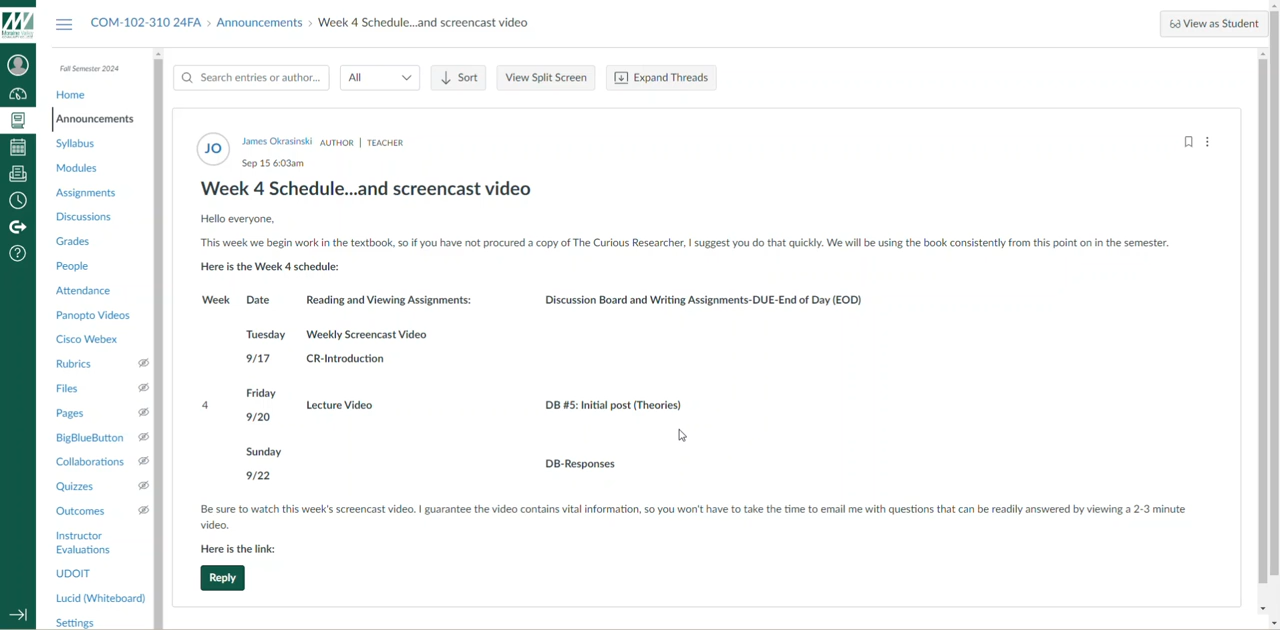 COM-102-310 24FA › Announcements › Week 4 Schedule...and screencast video
View as Student
Fall Semester 2024
Home
Announcements
Syllabus
Modules
Assignments
Discussions
Grades
People
Attendance
Panopto Videos
Cisco Webex
Rubrics
Files
Pages
BigBlueButton
Collaborations
Quizzes
Outcomes
Instructor
Evaluations
UDOIT
Lucid (Whiteboard)
Settings
Search entries or author...
All
Sort
View Split Screen
Expand Threads
JO
James Okrasinski AUTHOR | TEACHER
Sep 15 6:03am
Week 4 Schedule...and screencast video
Hello everyone,
This week we begin work in the textbook, so if you have not procured a copy of The Curious Researcher, I suggest you do that quickly. We will be using the book consistently from this point on in the semester.
Here is the Week 4 schedule:
Week Date Reading and Viewing Assignments: Discussion Board and Writing Assignments-DUE-End of Day (EOD)
Tuesday Weekly Screencast Video
9/17 CR-Introduction
Friday
4 Lecture Video DB #5: Initial post (Theories)
9/20
Sunday
DB-Responses
9/22
Be sure to watch this week's screencast video. I guarantee the video contains vital information, so you won't have to take the time to email me with questions that can be readily answered by viewing a 2-3 minute
video.
Here is the link:
Reply